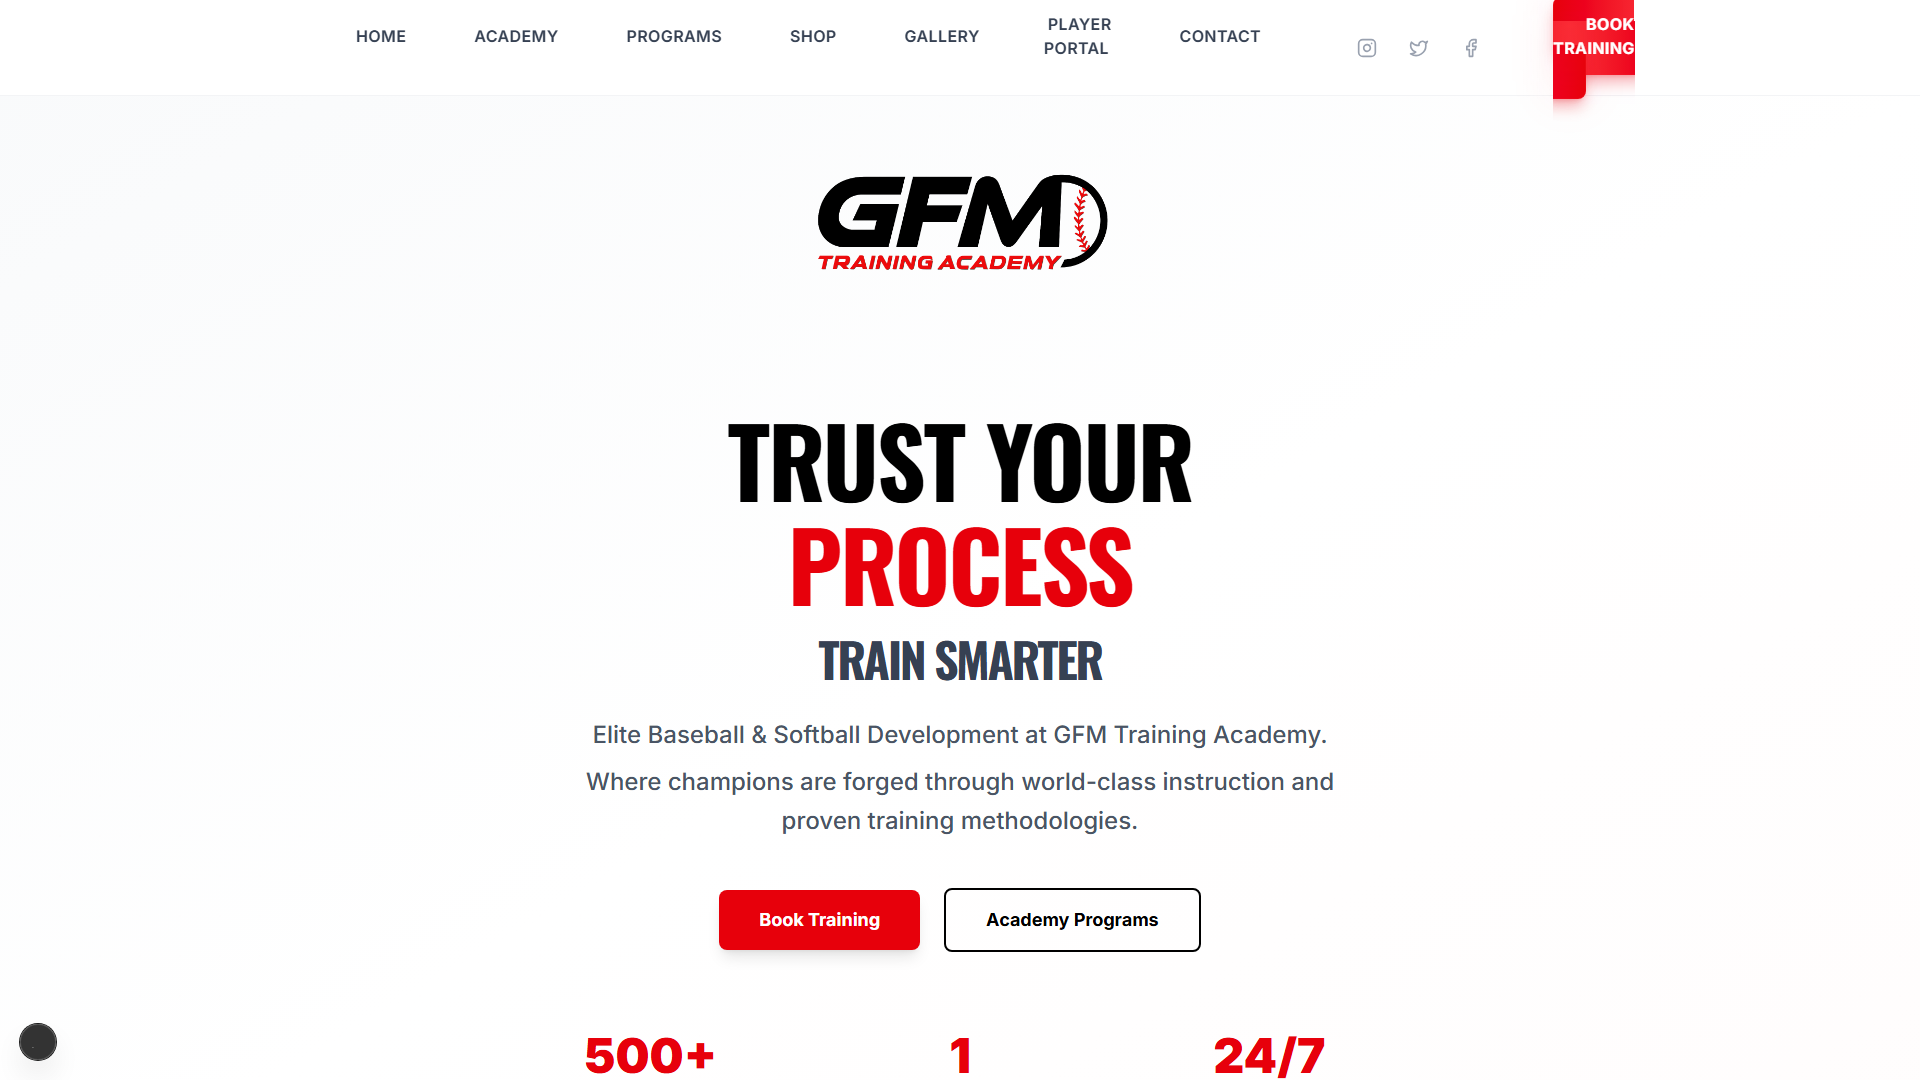 HOME
ACADEMY
PROGRAMS
SHOP
GALLERY
PLAYER
PORTAL
CONTACT
BOOK
TRAINING
GFM
TRAINING ACADEMY
TRUST YOUR
PROCESS
TRAIN SMARTER
Elite Baseball & Softball Development at GFM Training Academy.
Where champions are forged through world-class instruction and
proven training methodologies.
Book Training
Academy Programs
500+
1
24/7